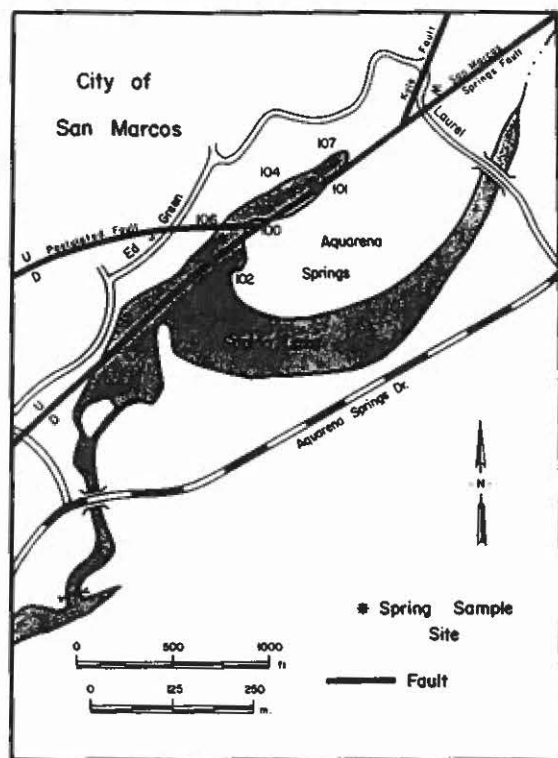 City of
San Marcos
Kyle Fault
San Marcos
Springs Fault
Laurel
107
104
101
106
100
102
Ed J Green
U Postulated Fault
D
Aquarena
Springs
U
D
Aquarena Springs Dr.
N
* Spring Sample
Site
0 500 1000
ft
0 125 250
m.
Fault